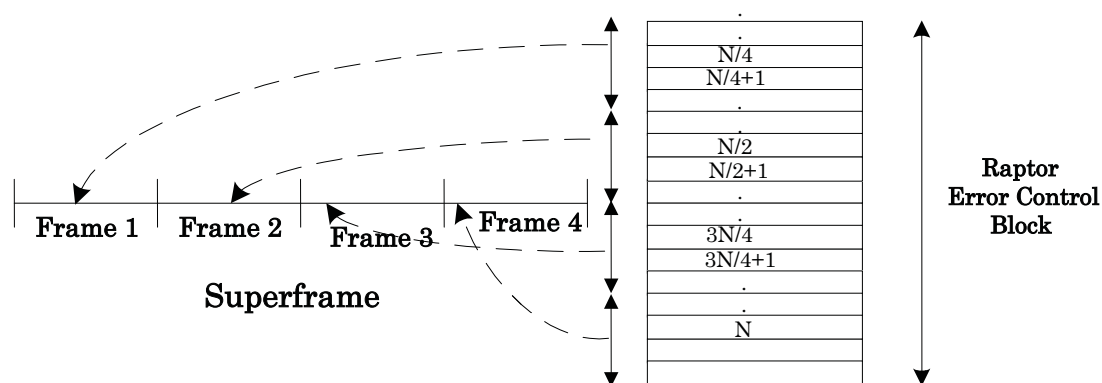 .
.
N/4
N/4+1
.
.
N/2
N/2+1
.
.
3N/4
3N/4+1
.
.
N
Frame 1
Frame 2
Frame 3
Frame 4
Superframe
Raptor
Error Control
Block